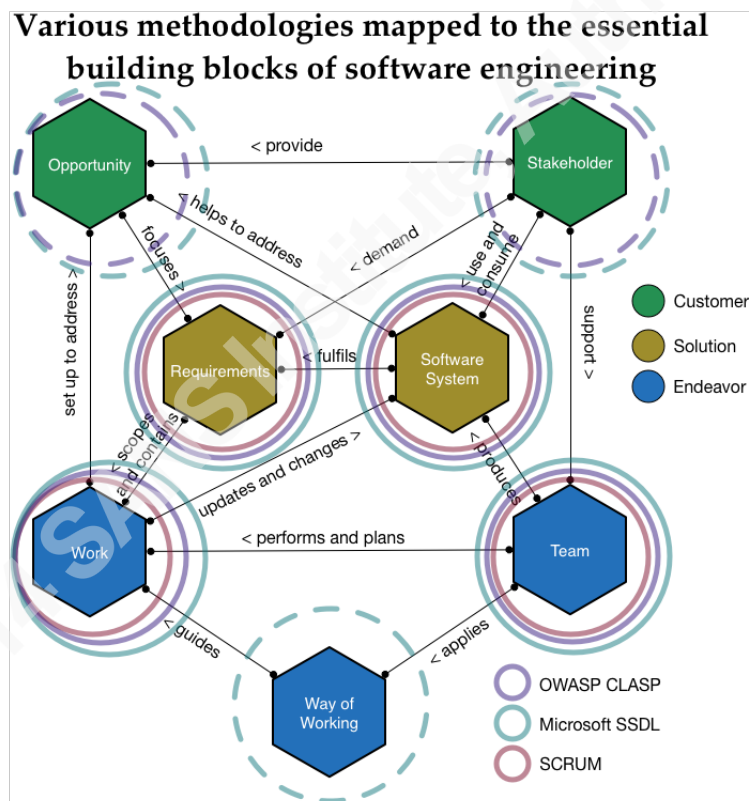 Various methodologies mapped to the essential
building blocks of software engineering
Opportunity
< provide
Stakeholder
< helps to address
focuses >
< demand
< use and
consume
Customer
Solution
Endeavor
set up to address >
support >
Requirements
< fulfils
Software
System
< scopes
and contains
updates and changes >
< produces
Work
< performs and plans
Team
< guides
< applies
Way of
Working
OWASP CLASP
Microsoft SSDL
SCRUM